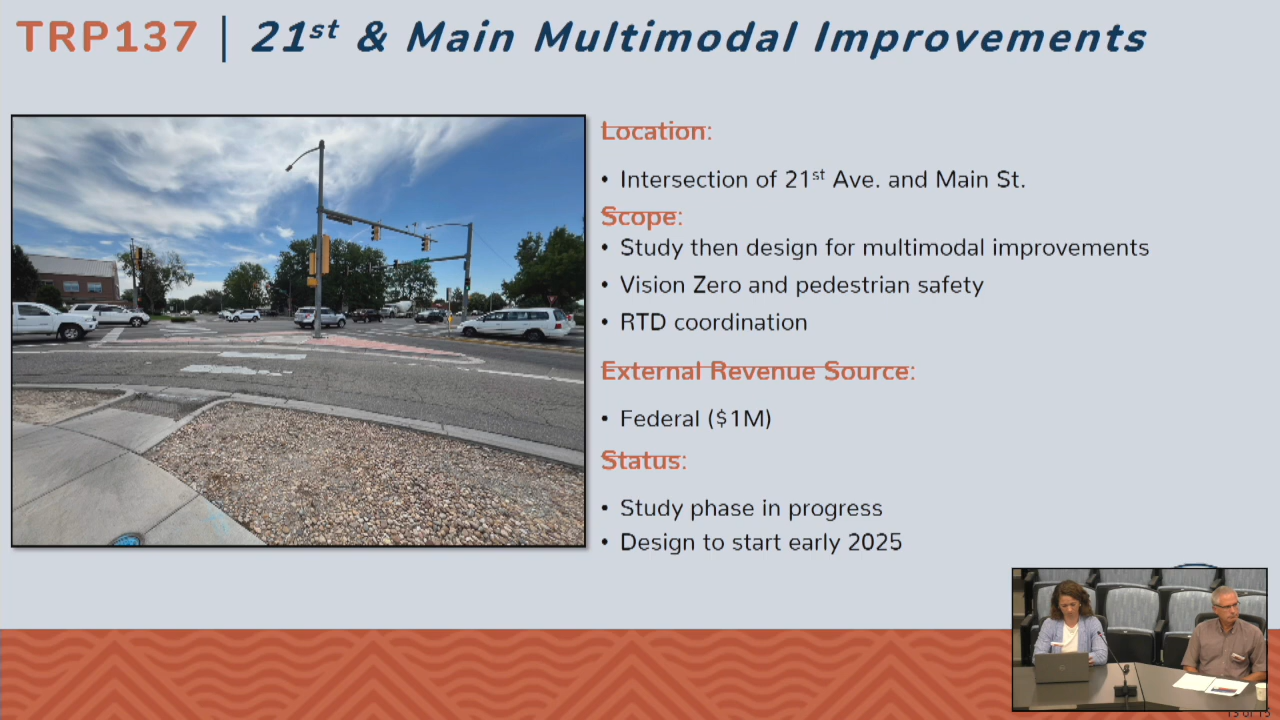 TRP137 | 21st & Main Multimodal Improvements
Location:
• Intersection of 21st Ave. and Main St.
Scope:
• Study then design for multimodal improvements
• Vision Zero and pedestrian safety
• RTD coordination
External Revenue Source:
• Federal ($1M)
Status:
• Study phase in progress
• Design to start early 2025